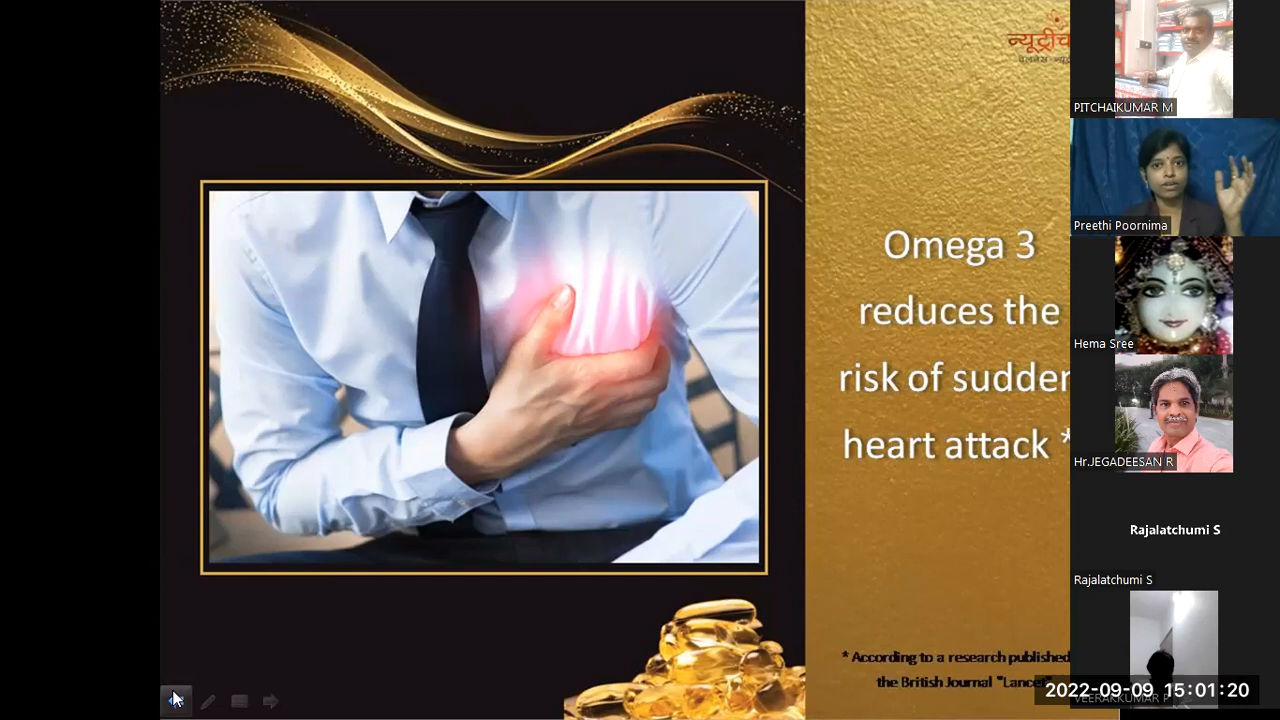 न्यूट्रीच
Omega 3
reduces the
risk of sudden
heart attack *
* According to a research published
the British Journal "Lancet"
PITCHAIKUMAR M
Preethi Poornima
Hema Sree
Hr.JEGADEESAN R
Rajalatchumi S
Rajalatchumi S
VEERAKKUMAR P
2022-09-09 15:01:20